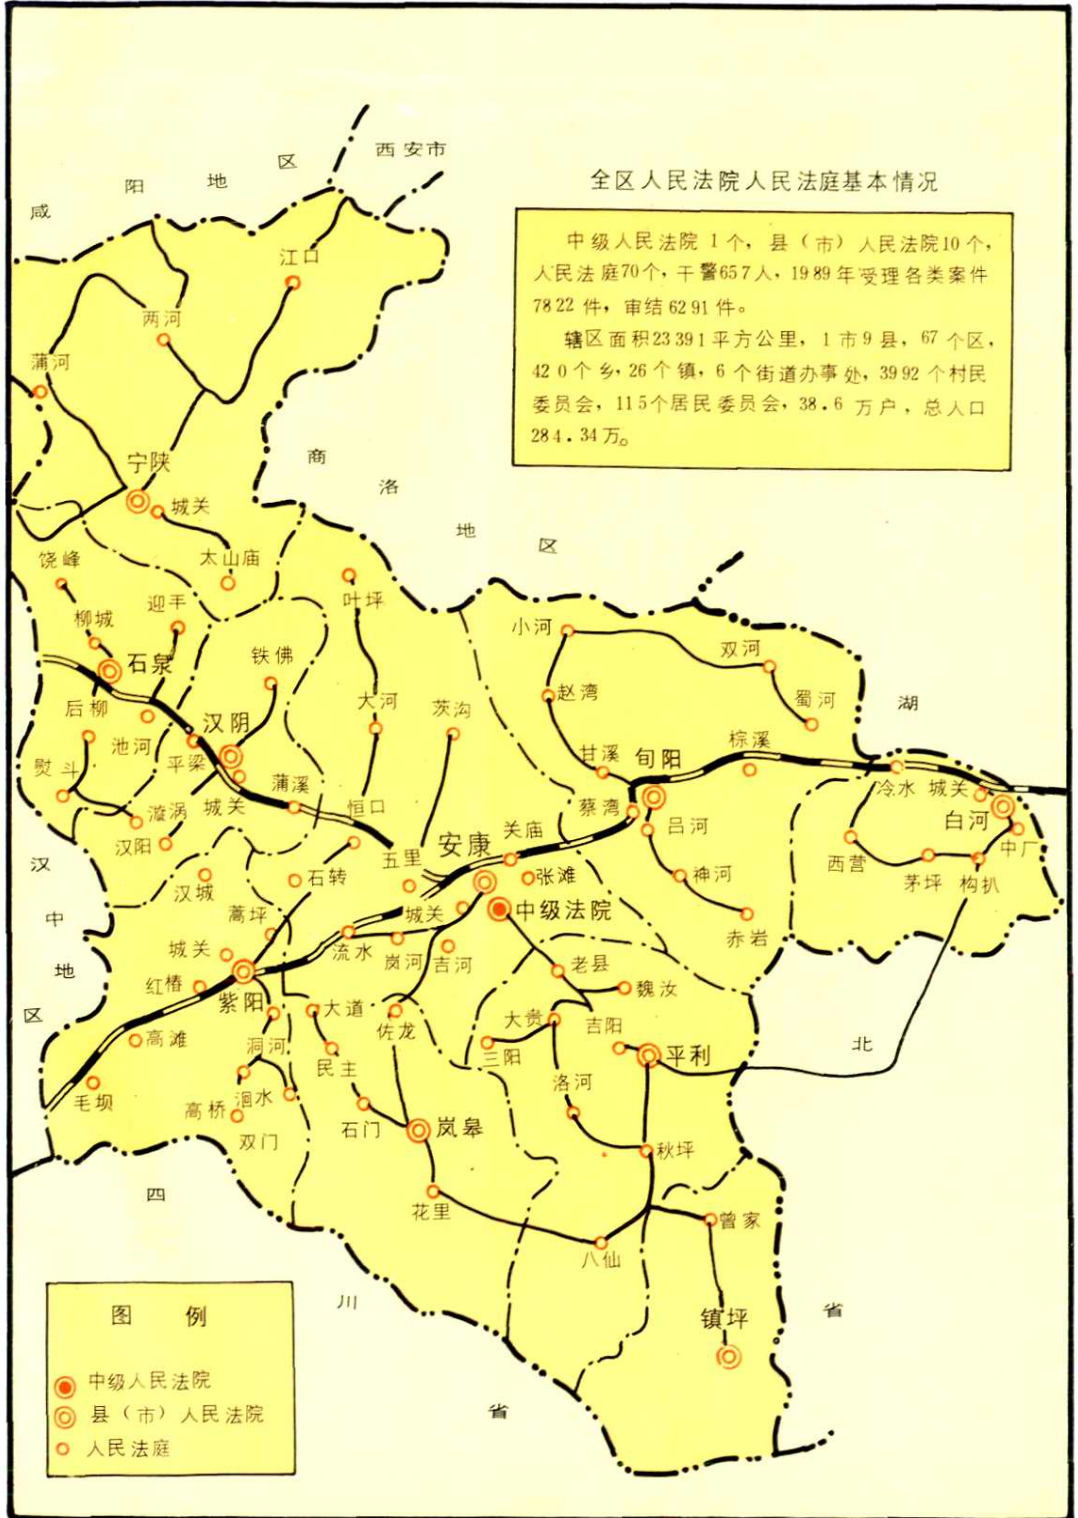 西安市
咸阳地区
全区人民法院人民法庭基本情况
中级人民法院 1个，县（市）人民法院10个，
人民法庭70个，干警657人，1989年受理各类案件
7822 件，审结6291件。
辖区面积23391平方公里，1市9县，67个区，
420个乡，26个镇，6个街道办事处，3992个村民
委员会，115个居民委员会，38.6 万户，总人口
284.34万。
江口
两河
蒲河
宁陕
城关
商洛地区
太山庙
饶峰
叶坪
迎丰
柳城
小河
双河
石泉
铁佛
赵湾
蜀河
湖
后柳
汉阴
大河
茨沟
池河
平梁
甘溪
旬阳
棕溪
熨斗
蒲溪
冷水
城关
漩涡
城关
恒口
蔡湾
白河
汉阳
安康
关庙
吕河
中厂
五里
西营
茅坪
构扒
汉城
石转
张滩
神河
蒿坪
城关
中级法院
赤岩
汉中地区
城关
流水
岚河
吉河
老县
红椿
紫阳
魏汝
大道
佐龙
大贵
吉阳
高滩
洞河
三阳
平利
北
民主
毛坝
洄水
洛河
高桥
石门
岚皋
双门
秋坪
四
花里
曾家
八仙
川
镇坪
省
省
图 例
中级人民法院
县（市）人民法院
人民法庭